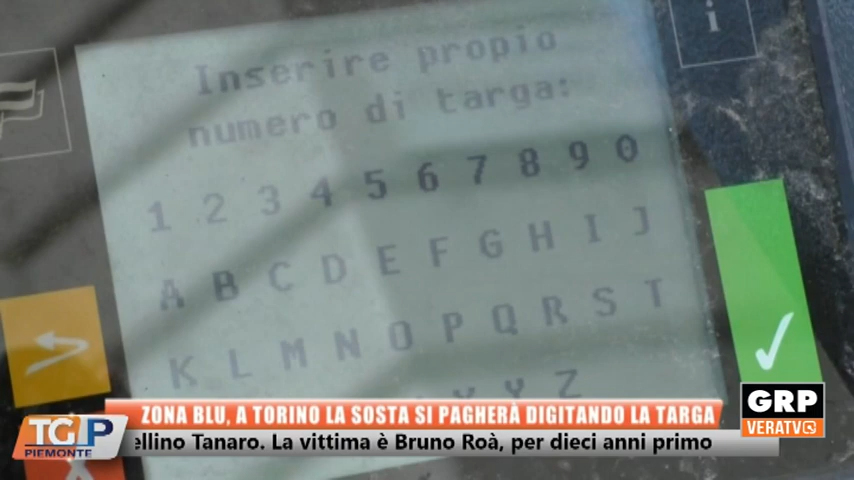 Inserire propio
numero di targa:
1 2 3 4 5 6 7 8 9 0
A B C D E F G H I J
K L M N O P Q R S T
X Y Z
i
ZONA BLU, A TORINO LA SOSTA SI PAGHERÀ DIGITANDO LA TARGA
ellino Tanaro. La vittima è Bruno Roà, per dieci anni primo
TGP
PIEMONTE
GRP
VERATV